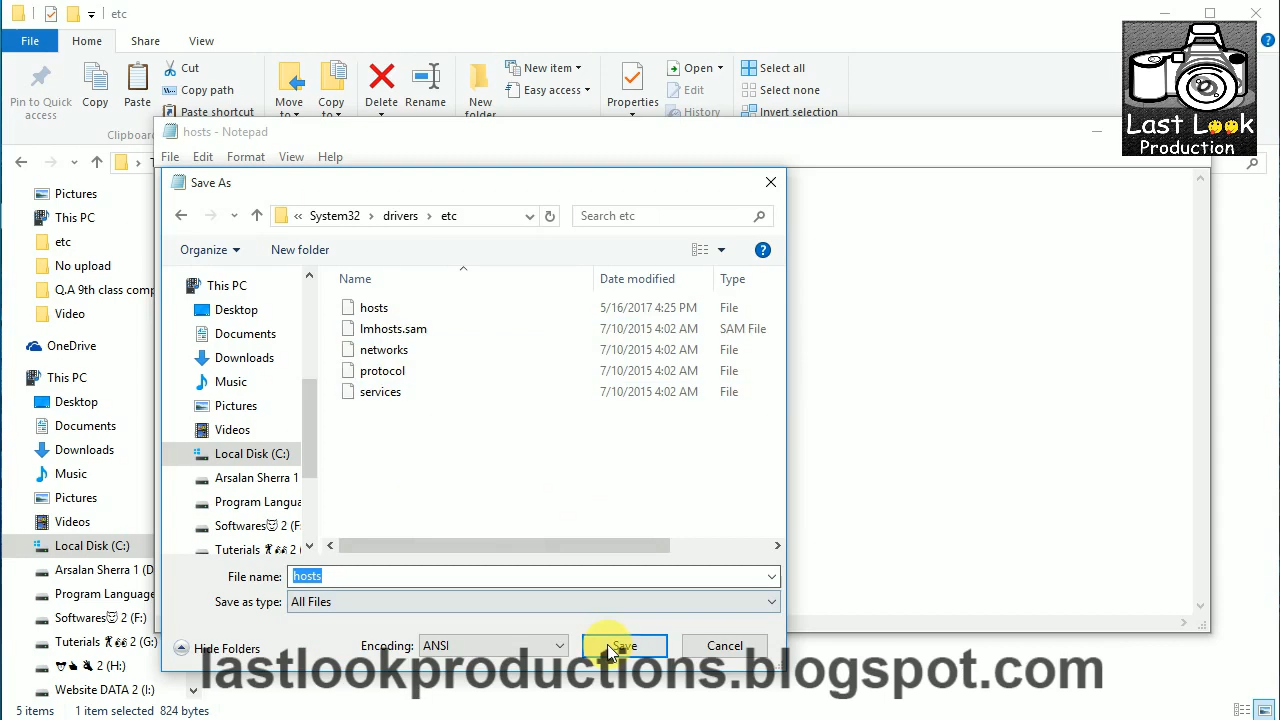 etc
File Home Share View
Pin to Quick access
Copy
Paste
Cut
Copy path
Paste shortcut
Clipboard
Move to
Copy to
Delete
Rename
New folder
New item
Easy access
Properties
Open
Edit
History
Select all
Select none
Invert selection
Last Look
Production
hosts - Notepad
File Edit Format View Help
Save As
« System32 > drivers > etc
Search etc
Organize
New folder
Name Date modified Type
hosts 5/16/2017 4:25 PM File
lmhosts.sam 7/10/2015 4:02 AM SAM File
networks 7/10/2015 4:02 AM File
protocol 7/10/2015 4:02 AM File
services 7/10/2015 4:02 AM File
This PC
Desktop
Documents
Downloads
Music
Pictures
Videos
Local Disk (C:)
Arsalan Sherra 1
Program Langua
Softwares😈 2 (F:
Tutorials
File name: hosts
Save as type: All Files
Hide Folders
Encoding: ANSI
Save
Cancel
Pictures
This PC
etc
No upload
Q.A 9th class comp
Video
OneDrive
This PC
Desktop
Documents
Downloads
Music
Pictures
Videos
Local Disk (C:)
Arsalan Sherra 1 (D
Program Language
Softwares😈 2 (F:)
(H:)
Website DATA 2 (I:)
5 items 1 item selected 824 bytes
lastlookproductions.blogspot.com